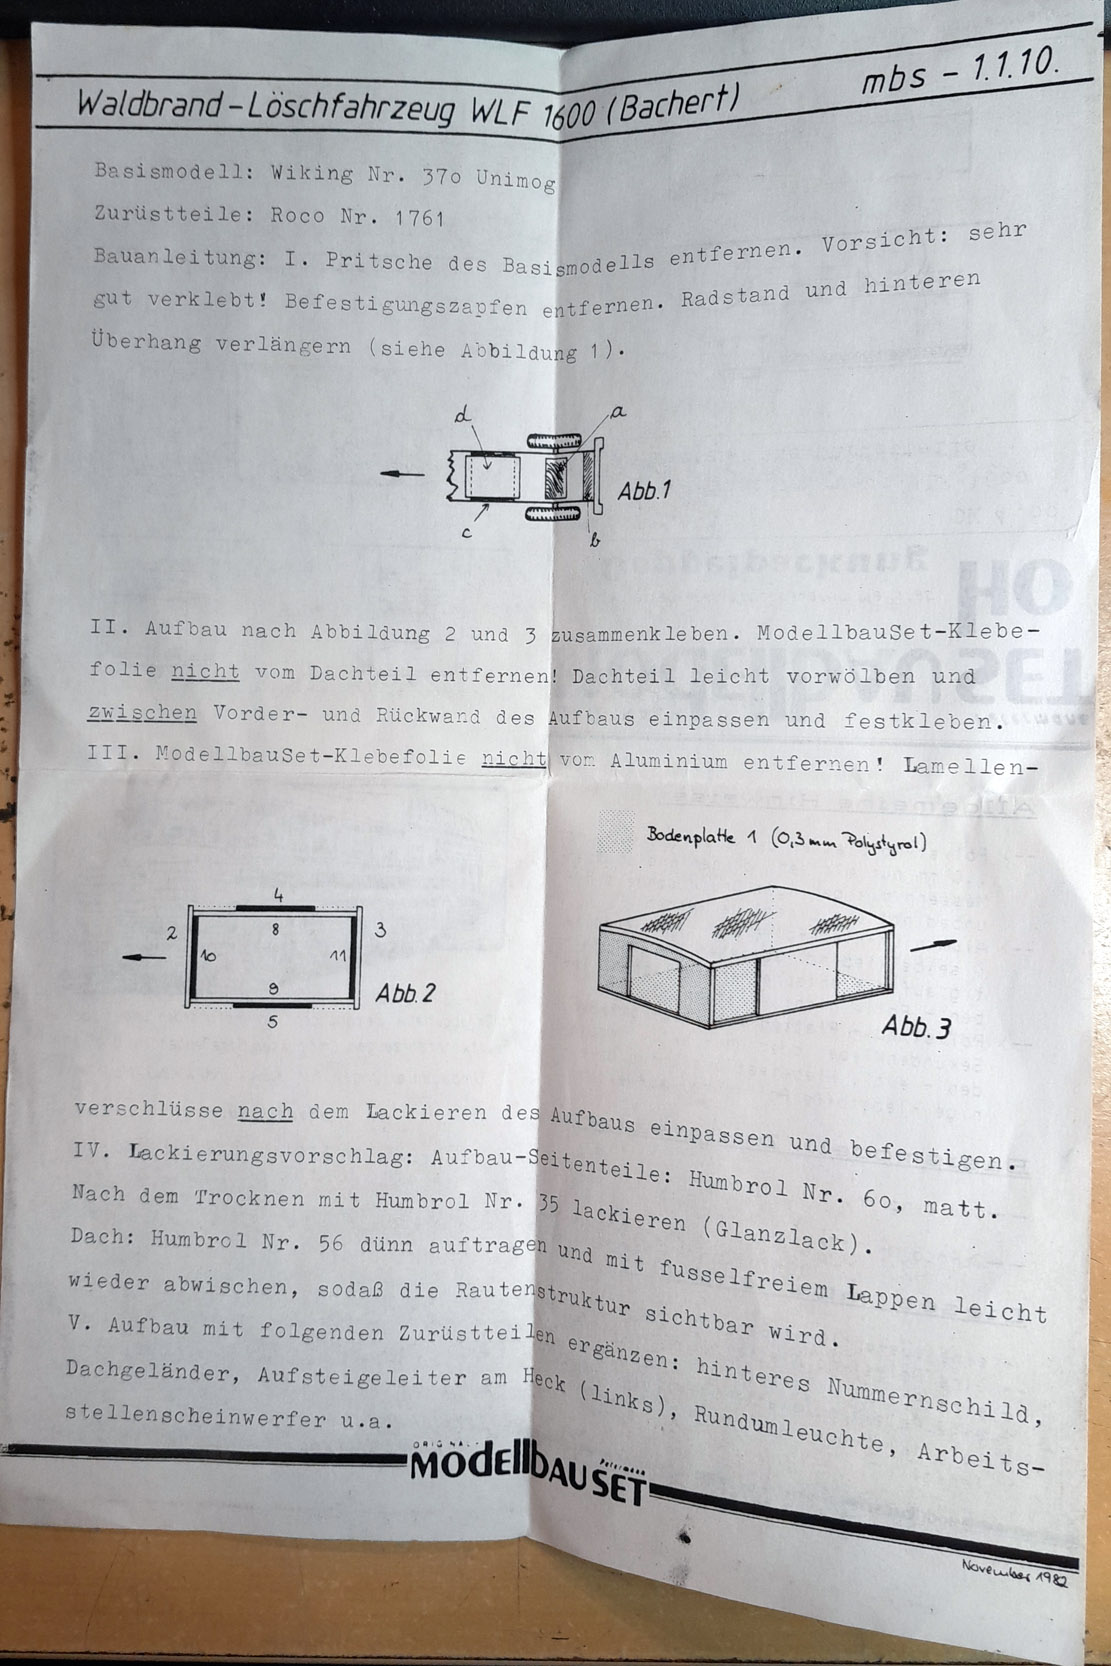 Waldbrand-Löschfahrzeug WLF 1600 (Bachert) mbs - 1.1.10.
Basismodell: Wiking Nr. 37o Unimog
Zurüstteile: Roco Nr. 1761
Bauanleitung: I. Pritsche des Basismodells entfernen. Vorsicht: sehr
gut verklebt! Befestigungszapfen entfernen. Radstand und hinteren
Überhang verlängern (siehe Abbildung 1).
d a
c b
Abb.1
II. Aufbau nach Abbildung 2 und 3 zusammenkleben. ModellbauSet-Klebe-
folie nicht vom Dachteil entfernen! Dachteil leicht vorwölben und
zwischen Vorder- und Rückwand des Aufbaus einpassen und festkleben.
III. ModellbauSet-Klebefolie nicht vom Aluminium entfernen! Lamellen-
Bodenplatte 1 (0,3mm Polystyrol)
4
2 8 3
10 11
9
5
Abb.2
Abb.3
verschlüsse nach dem Lackieren des Aufbaus einpassen und befestigen.
IV. Lackierungsvorschlag: Aufbau-Seitenteile: Humbrol Nr. 6o, matt.
Nach dem Trocknen mit Humbrol Nr. 35 lackieren (Glanzlack).
Dach: Humbrol Nr. 56 dünn auftragen und mit fusselfreiem Lappen leicht
wieder abwischen, sodaß die Rautenstruktur sichtbar wird.
V. Aufbau mit folgenden Zurüstteilen ergänzen: hinteres Nummernschild,
Dachgeländer, Aufsteigeleiter am Heck (links), Rundumleuchte, Arbeits-
stellenscheinwerfer u.a.
ORIGINAL
ModellbAUSET
November 1982